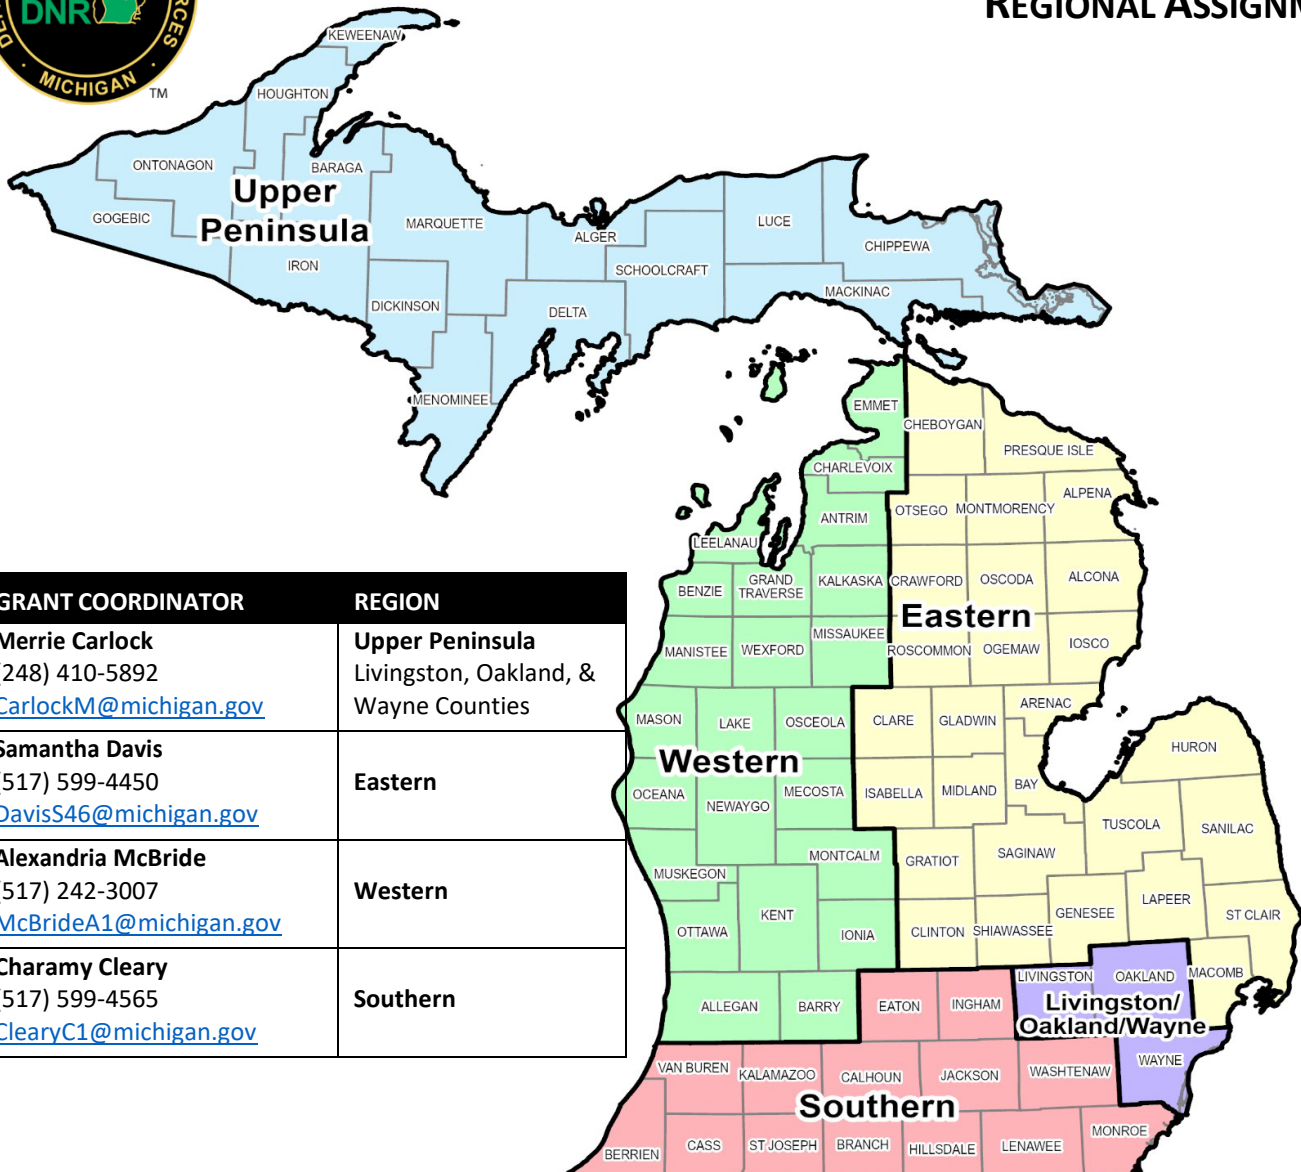 DNR
MICHIGAN
TM
REGIONAL
KEWEENAW
HOUGHTON
ONTONAGON
BARAGA
Upper
Peninsula
GOGEBIC
MARQUETTE
ALGER
LUCE
CHIPPEWA
IRON
SCHOOLCRAFT
DICKINSON
DELTA
MACKINAC
MENOMINEE
EMMET
CHEBOYGAN
PRESQUE ISLE
CHARLEVOIX
ANTRIM
OTSEGO
MONTMORENCY
ALPENA
LEELANAU
BENZIE
GRAND
TRAVERSE
KALKASKA
CRAWFORD
OSCODA
ALCONA
Eastern
MANISTEE
WEXFORD
MISSAUKEE
ROSCOMMON
OGEMAW
IOSCO
GRANT COORDINATOR REGION
Merrie Carlock
(248) 410-5892
CarlockM@michigan.gov
Upper Peninsula
Livingston, Oakland, &
Wayne Counties
Samantha Davis
(517) 599-4450
DavisS46@michigan.gov
Eastern
Alexandria McBride
(517) 242-3007
McBrideA1@michigan.gov
Western
Charamy Cleary
(517) 599-4565
ClearyC1@michigan.gov
Southern
MASON
LAKE
OSCEOLA
CLARE
GLADWIN
ARENAC
Western
HURON
OCEANA
NEWAYGO
MECOSTA
ISABELLA
MIDLAND
BAY
TUSCOLA
SANILAC
MUSKEGON
MONTCALM
GRATIOT
SAGINAW
OTTAWA
KENT
IONIA
CLINTON
SHIAWASSEE
GENESEE
LAPEER
ST CLAIR
ALLEGAN
BARRY
EATON
INGHAM
LIVINGSTON
OAKLAND
MACOMB
Livingston/
Oakland/Wayne
WAYNE
VAN BUREN
KALAMAZOO
CALHOUN
JACKSON
WASHTENAW
Southern
BERRIEN
CASS
ST JOSEPH
BRANCH
HILLSDALE
LENAWEE
MONROE